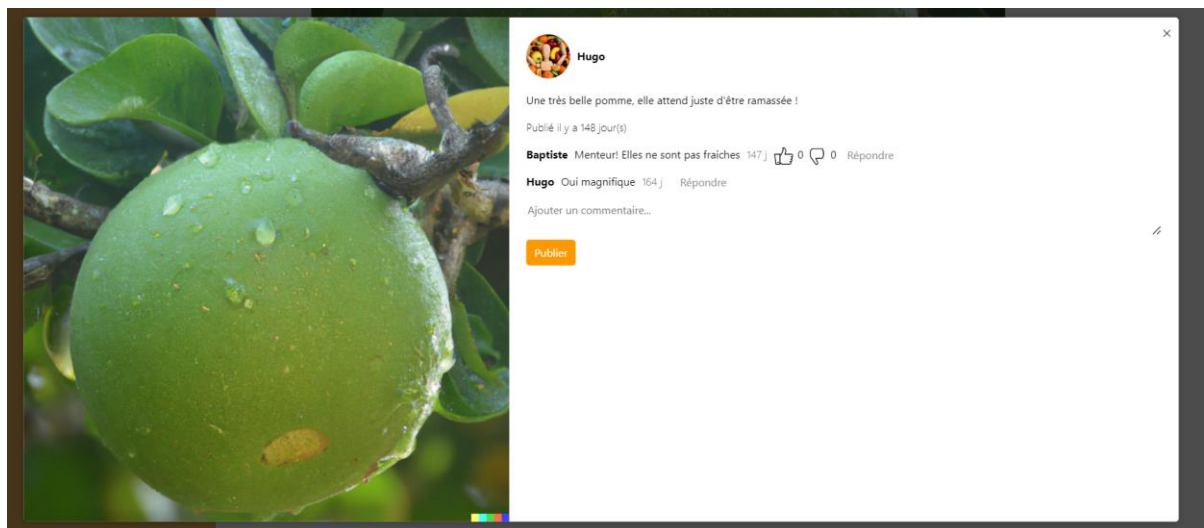 Hugo
Une très belle pomme, elle attend juste d'être ramassée !
Publié il y a 148 jour(s)
Baptiste Menteur! Elles ne sont pas fraiches 147 j 0 0 Répondre
Hugo Oui magnifique 164 j Répondre
Ajouter un commentaire...
Publier